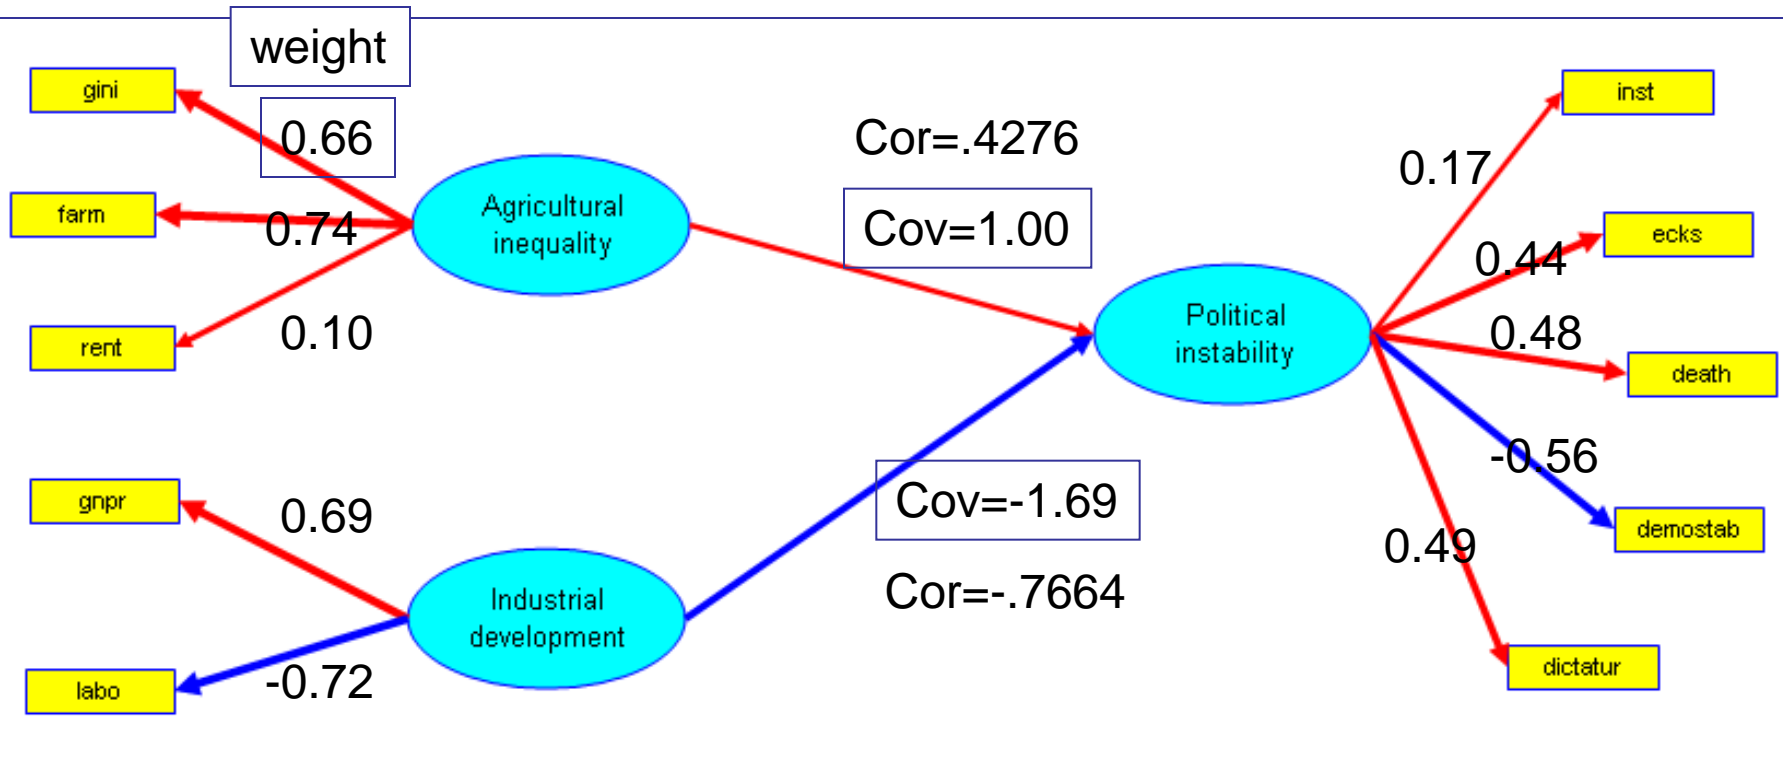 weight
gini
0.66
farm
0.74
rent
0.10
Agricultural
inequality
Cor=.4276
Cov=1.00
gnpr
0.69
labo
-0.72
Industrial
development
Cov=-1.69
Cor=-.7664
Political
instability
inst
0.17
ecks
0.44
death
0.48
demostab
-0.56
dictatur
0.49